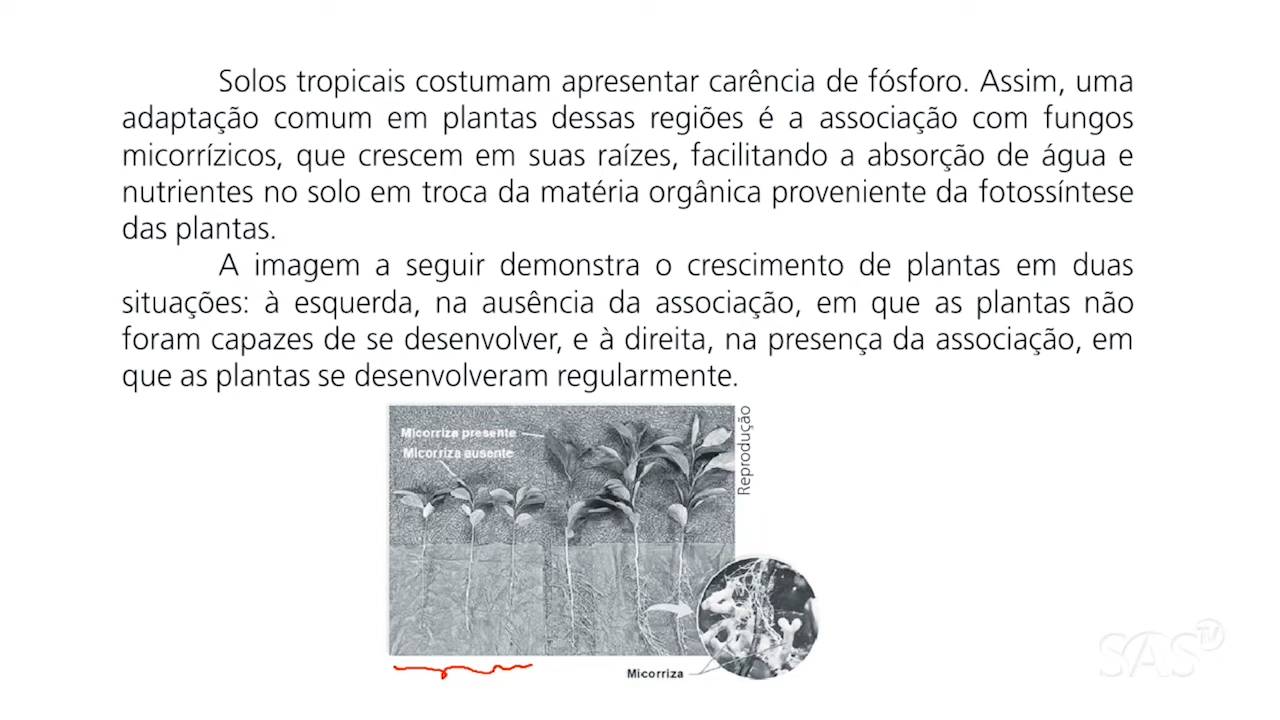 Solos tropicais costumam apresentar carência de fósforo. Assim, uma
adaptação comum em plantas dessas regiões é a associação com fungos
micorrízicos, que crescem em suas raízes, facilitando a absorção de água e
nutrientes no solo em troca da matéria orgânica proveniente da fotossíntese
das plantas.
A imagem a seguir demonstra o crescimento de plantas em duas
situações: à esquerda, na ausência da associação, em que as plantas não
foram capazes de se desenvolver, e à direita, na presença da associação, em
que as plantas se desenvolveram regularmente.
Micorriza presente
Micorriza ausente
Reprodução
Micorriza
SAS TV